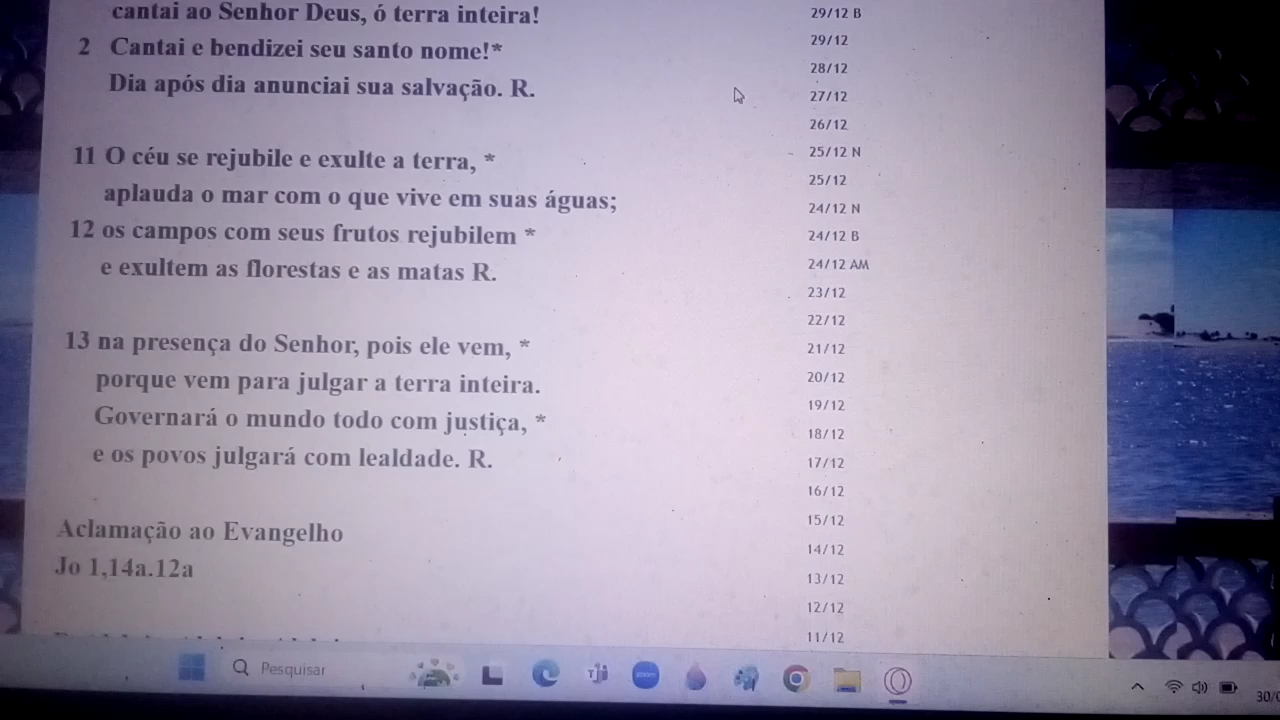 cantai ao Senhor Deus, ó terra inteira!
2 Cantai e bendizei seu santo nome!*
Dia após dia anunciai sua salvação. R.
11 O céu se rejubile e exulte a terra, *
aplauda o mar com o que vive em suas águas;
12 os campos com seus frutos rejubilem *
e exultem as florestas e as matas R.
13 na presença do Senhor, pois ele vem, *
porque vem para julgar a terra inteira.
Governará o mundo todo com justiça, *
e os povos julgará com lealdade. R.
Aclamação ao Evangelho
Jo 1,14a.12a
29/12 B
29/12
28/12
27/12
26/12
25/12 N
25/12
24/12 N
24/12 B
24/12 AM
23/12
22/12
21/12
20/12
19/12
18/12
17/12
16/12
15/12
14/12
13/12
12/12
11/12
Pesquisar
zoom